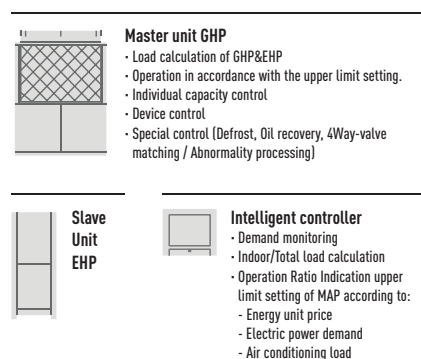 Master unit GHP
· Load calculation of GHP&EHP
· Operation in accordance with the upper limit setting.
· Individual capacity control
· Device control
· Special control (Defrost, Oil recovery, 4Way-valve
matching / Abnormality processing)
Slave
Unit
EHP
Intelligent controller
· Demand monitoring
· Indoor/Total load calculation
· Operation Ratio Indication upper
limit setting of MAP according to:
- Energy unit price
- Electric power demand
- Air conditioning load